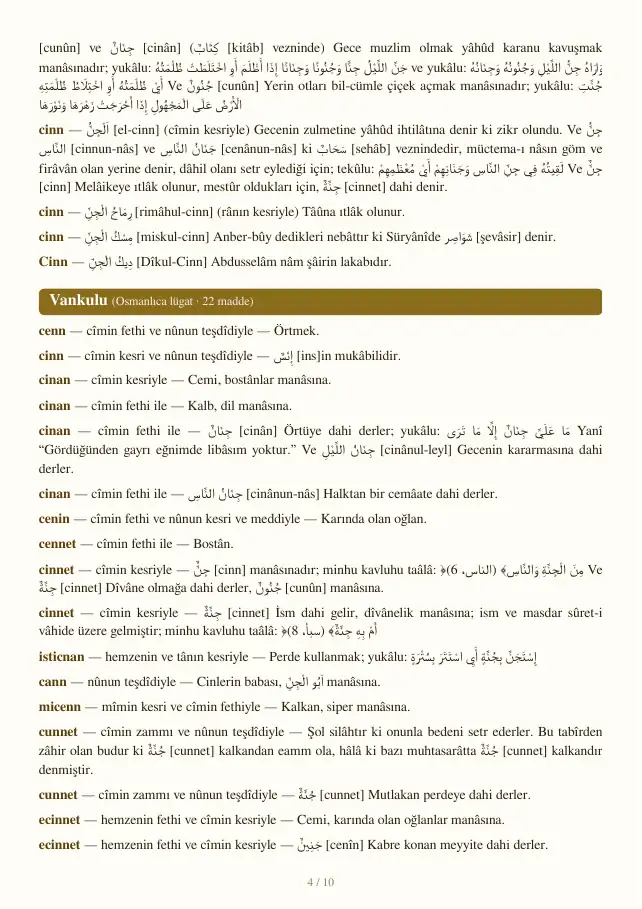 [cunûn] ve جِنَانٌ [cinân] (كِتَابٌ [kitâb] vezninde) Gece muzlim olmak yâhûd karanu kavuşmak
manâsınadır; yukâlu: جَنَّ اللَّيْلُ جِنًّا وَجُنُونًا وَجِنَانًا إِذَا أَظْلَمَ أَوِ اخْتَلَطَتْ ظُلْمَتُهُ ve yukâlu: وَارَاهُ جِنُّ اللَّيْلِ وَجُنُونُهُ وَجِنَانُهُ
أَيْ ظُلْمَتُهُ أَوِ اخْتِلَاطُ ظُلْمَتِهِ Ve جُنُونٌ [cunûn] Yerin otları bil-cümle çiçek açmak manâsınadır; yukâlu: جُنَّتِ
الْأَرْضُ عَلَى الْمَجْهُولِ إِذَا أَخْرَجَتْ زَهْرَهَا وَنَوْرَهَا
cinn — اَلْجِنُّ [el-cinn] (cîmin kesriyle) Gecenin zulmetine yâhûd ihtilâtına denir ki zikr olundu. Ve جِنُّ
النَّاسِ [cinnun-nâs] ve جَنَانُ النَّاسِ [cenânun-nâs] ki سَحَابٌ [sehâb] veznindedir, müctema-ı nâsın göm ve
firâvân olan yerine denir, dâhil olanı setr eylediği için; tekûlu: لَقِيتُهُ فِي جِنِّ النَّاسِ وَجَنَانِهِمْ أَيْ مُعْظَمِهِمْ Ve جِنٌّ
[cinn] Melâikeye ıtlâk olunur, mestûr oldukları için, جِنَّةٌ [cinnet] dahi denir.
cinn — رِمَاحُ الْجِنِّ [rimâhul-cinn] (rânın kesriyle) Tâûna ıtlak olunur.
cinn — مِسْكُ الْجِنِّ [miskul-cinn] Anber-bûy dedikleri nebâttır ki Süryânîde شَوَاصِر [şevâsir] denir.
Cinn — دِيكُ الْجِنِّ [Dîkul-Cinn] Abdusselâm nâm şâirin lakabıdır.
Vankulu (Osmanlıca lügat · 22 madde)
cenn — cîmin fethi ve nûnun teşdîdiyle — Örtmek.
cinn — cîmin kesri ve nûnun teşdîdiyle — إِنْسٌ [ins]in mukâbilidir.
cinan — cîmin kesriyle — Cemi, bostânlar manâsına.
cinan — cîmin fethi ile — Kalb, dil manâsına.
cinan — cîmin fethi ile — جِنَانٌ [cinân] Örtüye dahi derler; yukâlu: مَا عَلَيَّ جِنَانٌ إِلَّا مَا تَرَى Yanî
“Gördüğünden gayrı eğnimde libâsım yoktur.” Ve جِنَانُ اللَّيْلِ [cinânul-leyl] Gecenin kararmasına dahi
derler.
cinan — cîmin fethi ile — جِنَانُ النَّاسِ [cinânun-nâs] Halktan bir cemâate dahi derler.
cenin — cîmin fethi ve nûnun kesri ve meddiyle — Karında olan oğlan.
cennet — cîmin fethi ile — Bostân.
cinnet — cîmin kesriyle — جِنٌّ [cinn] manâsınadır; minhu kavluhu taâlâ: ﴿مِنَ الْجِنَّةِ وَالنَّاسِ﴾ (الناس، 6) Ve
جِنَّةٌ [cinnet] Dîvâne olmağa dahi derler, جُنُونٌ [cunûn] manâsına.
cinnet — cîmin kesriyle — جِنَّةٌ [cinnet] İsm dahi gelir, dîvânelik manâsına; ism ve masdar sûret-i
vâhide üzere gelmiştir; minhu kavluhu taâlâ: ﴿أَمْ بِهِ جِنَّةٌ﴾ (سبأ، 8)
isticnan — hemzenin ve tânın kesriyle — Perde kullanmak; yukâlu: إِسْتَجَنَّ بِجُنَّةٍ أَيِ اسْتَتَرَ بِسُتْرَةٍ
cann — nûnun teşdîdiyle — Cinlerin babası, اَبُو الْجِنِّ manâsına.
micenn — mîmin kesri ve cîmin fethiyle — Kalkan, siper manâsına.
cunnet — cîmin zammı ve nûnun teşdîdiyle — Şol silâhtır ki onunla bedeni setr ederler. Bu tabîrden
zâhir olan budur ki جُنَّةٌ [cunnet] kalkandan eamm ola, hâlâ ki bazı muhtasarâtta جُنَّةٌ [cunnet] kalkandır
denmiştir.
cunnet — cîmin zammı ve nûnun teşdîdiyle — جُنَّةٌ [cunnet] Mutlakan perdeye dahi derler.
ecinnet — hemzenin fethi ve cîmin kesriyle — Cemi, karında olan oğlanlar manâsına.
ecinnet — hemzenin fethi ve cîmin kesriyle — جَنِينٌ [cenîn] Kabre konan meyyite dahi derler.
4 / 10